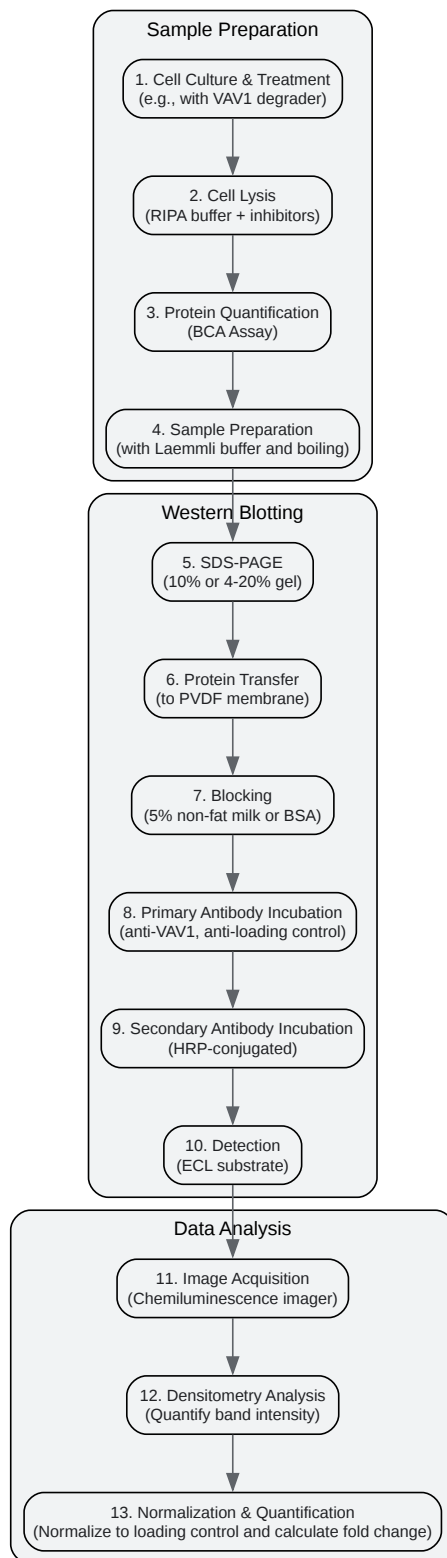 Sample Preparation
1. Cell Culture & Treatment
(e.g., with VAV1 degrader)
2. Cell Lysis
(RIPA buffer + inhibitors)
3. Protein Quantification
(BCA Assay)
4. Sample Preparation
(with Laemmli buffer and boiling)
Western Blotting
5. SDS-PAGE
(10% or 4-20% gel)
6. Protein Transfer
(to PVDF membrane)
7. Blocking
(5% non-fat milk or BSA)
8. Primary Antibody Incubation
(anti-VAV1, anti-loading control)
9. Secondary Antibody Incubation
(HRP-conjugated)
10. Detection
(ECL substrate)
Data Analysis
11. Image Acquisition
(Chemiluminescence imager)
12. Densitometry Analysis
(Quantify band intensity)
13. Normalization & Quantification
(Normalize to loading control and calculate fold change)